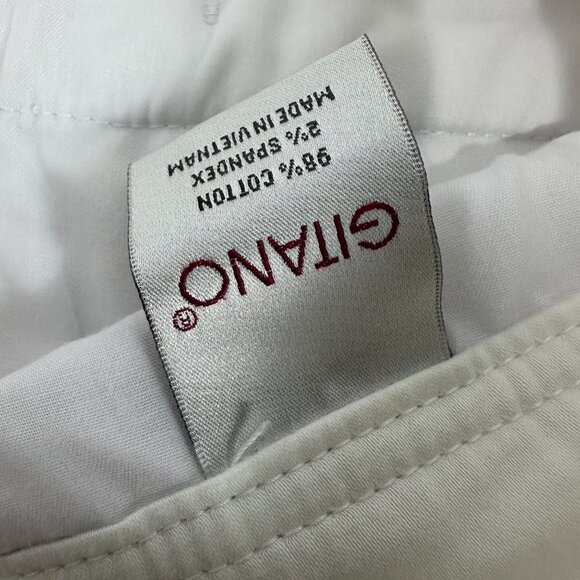 GITANO®
98% COTTON
2% SPANDEX
MADE IN VIETNAM